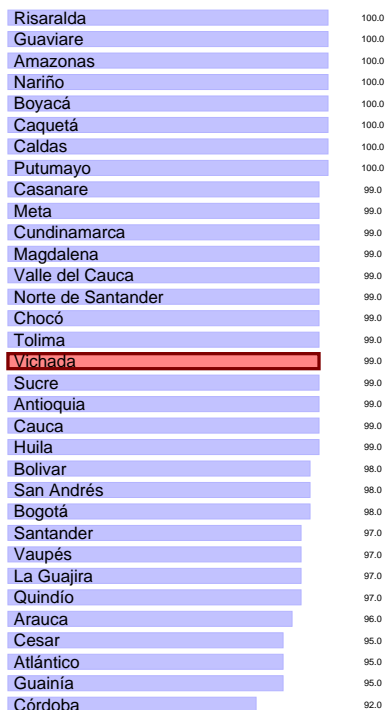 Risaralda 100.0
Guaviare 100.0
Amazonas 100.0
Nariño 100.0
Boyacá 100.0
Caquetá 100.0
Caldas 100.0
Putumayo 100.0
Casanare 99.0
Meta 99.0
Cundinamarca 99.0
Magdalena 99.0
Valle del Cauca 99.0
Norte de Santander 99.0
Chocó 99.0
Tolima 99.0
Vichada 99.0
Sucre 99.0
Antioquia 99.0
Cauca 99.0
Huila 99.0
Bolivar 98.0
San Andrés 98.0
Bogotá 98.0
Santander 97.0
Vaupés 97.0
La Guajira 97.0
Quindío 97.0
Arauca 96.0
Cesar 95.0
Atlántico 95.0
Guainía 95.0
Córdoba 92.0